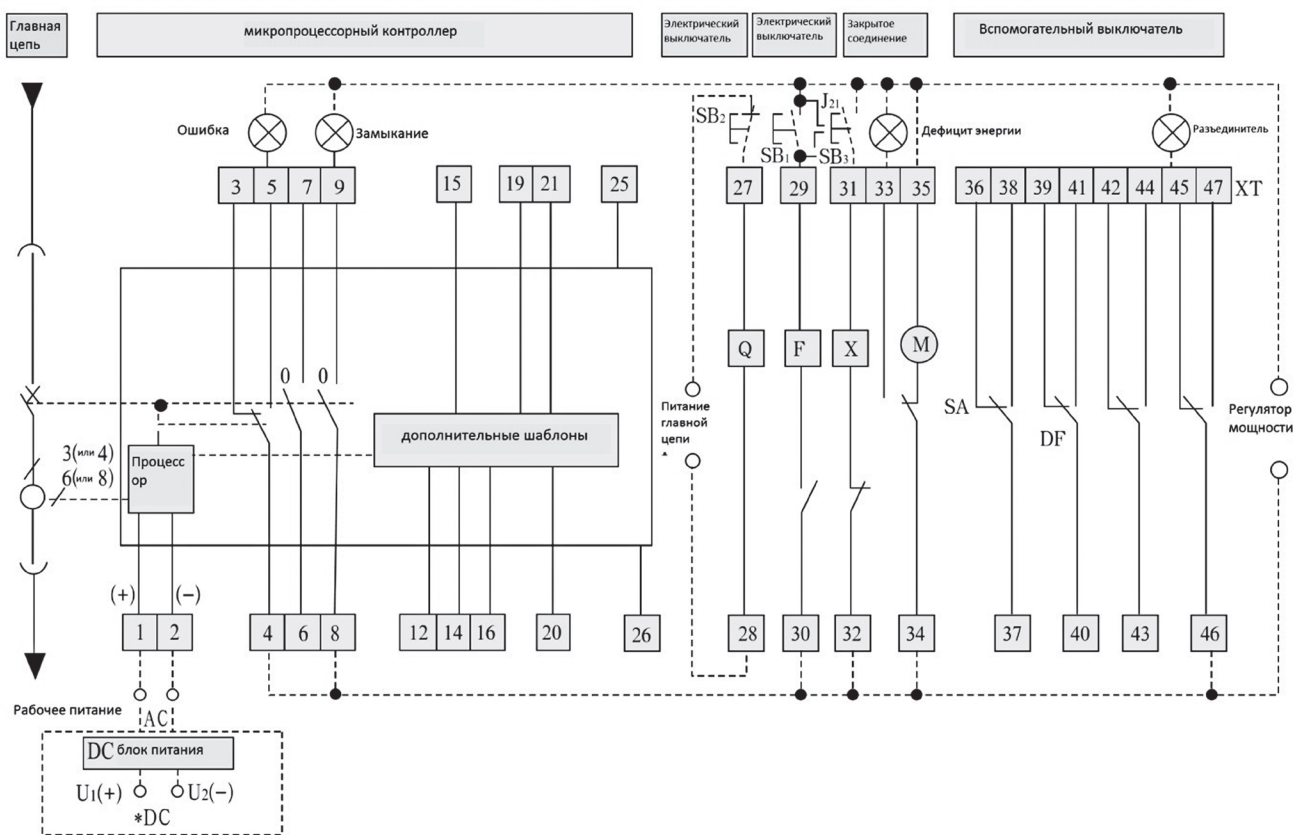 Главная
цепь
микропроцессорный контроллер
Электрический
выключатель
Электрический
выключатель
Закрытое
соединение
Вспомогательный выключатель
Ошибка
Замыкание
SB2
J21
SB1
SB3
Дефицит энергии
Разъединитель
3 5 7 9
15
19 21
25
27
29
31 33 35
36 38 39 41 42 44 45 47 XT
0 0
Q
F
X
M
X
SA
DF
Питание
главной
цепи
Регулятор
мощности
дополнительные шаблоны
3(или 4)
6(или 8)
Процесс
ор
(+) (−)
1 2
4 6 8
12 14 16
20
26
28
30
32
34
37
40
43
46
Рабочее питание
AC
DC блок питания
U1(+) U2(−)
*DC